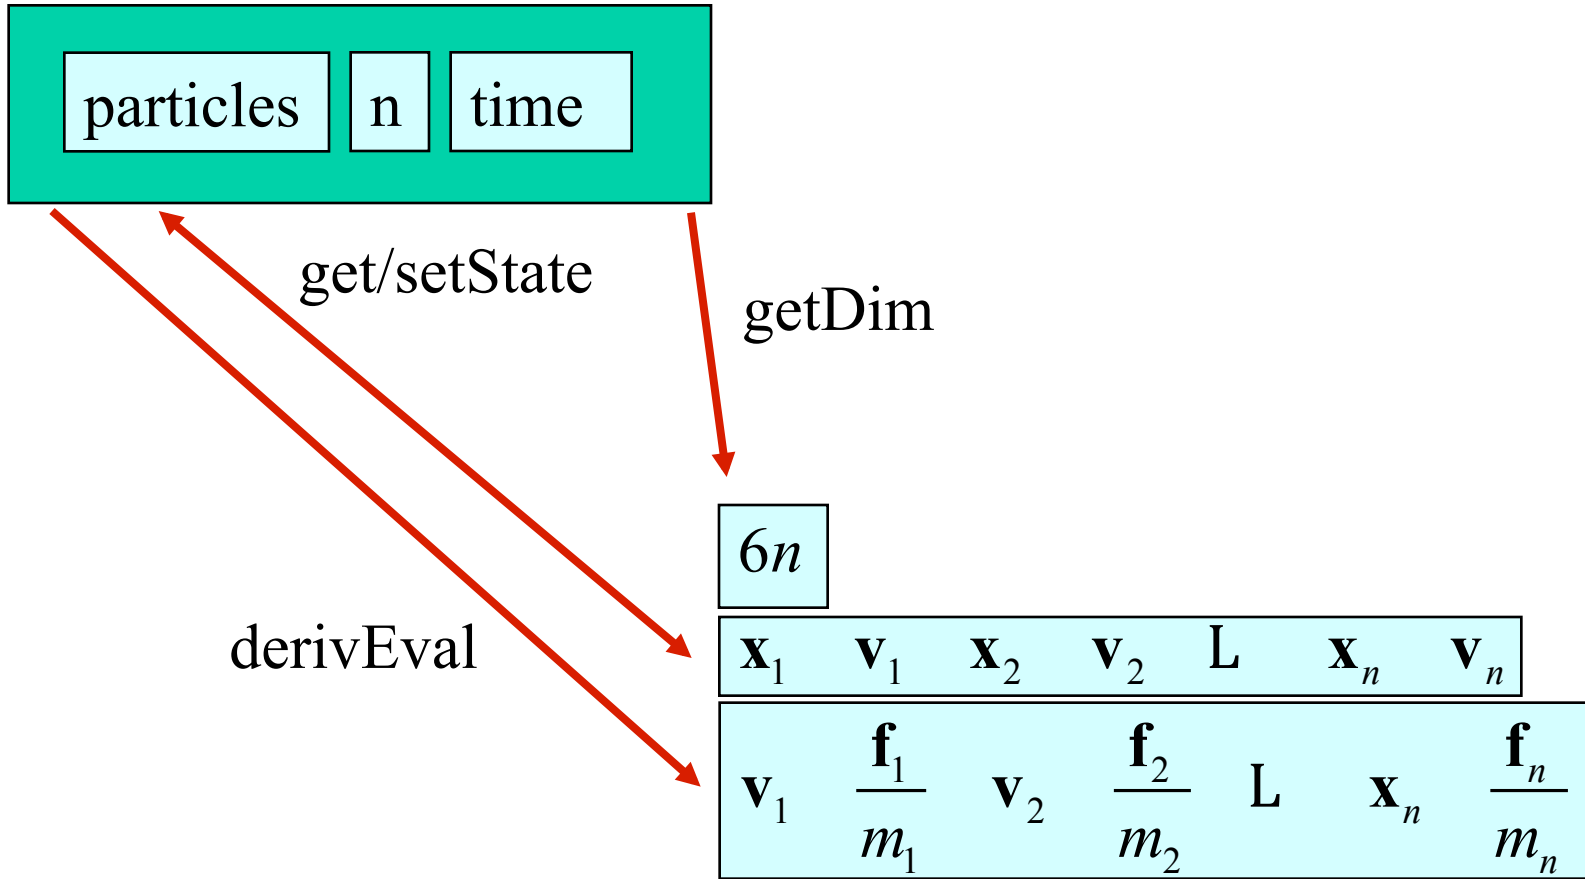 particles n time
get/setState
getDim
6n
derivEval
x₁ v₁ x₂ v₂ L xₙ vₙ
v₁ f₁/m₁ v₂ f₂/m₂ L xₙ fₙ/mₙ